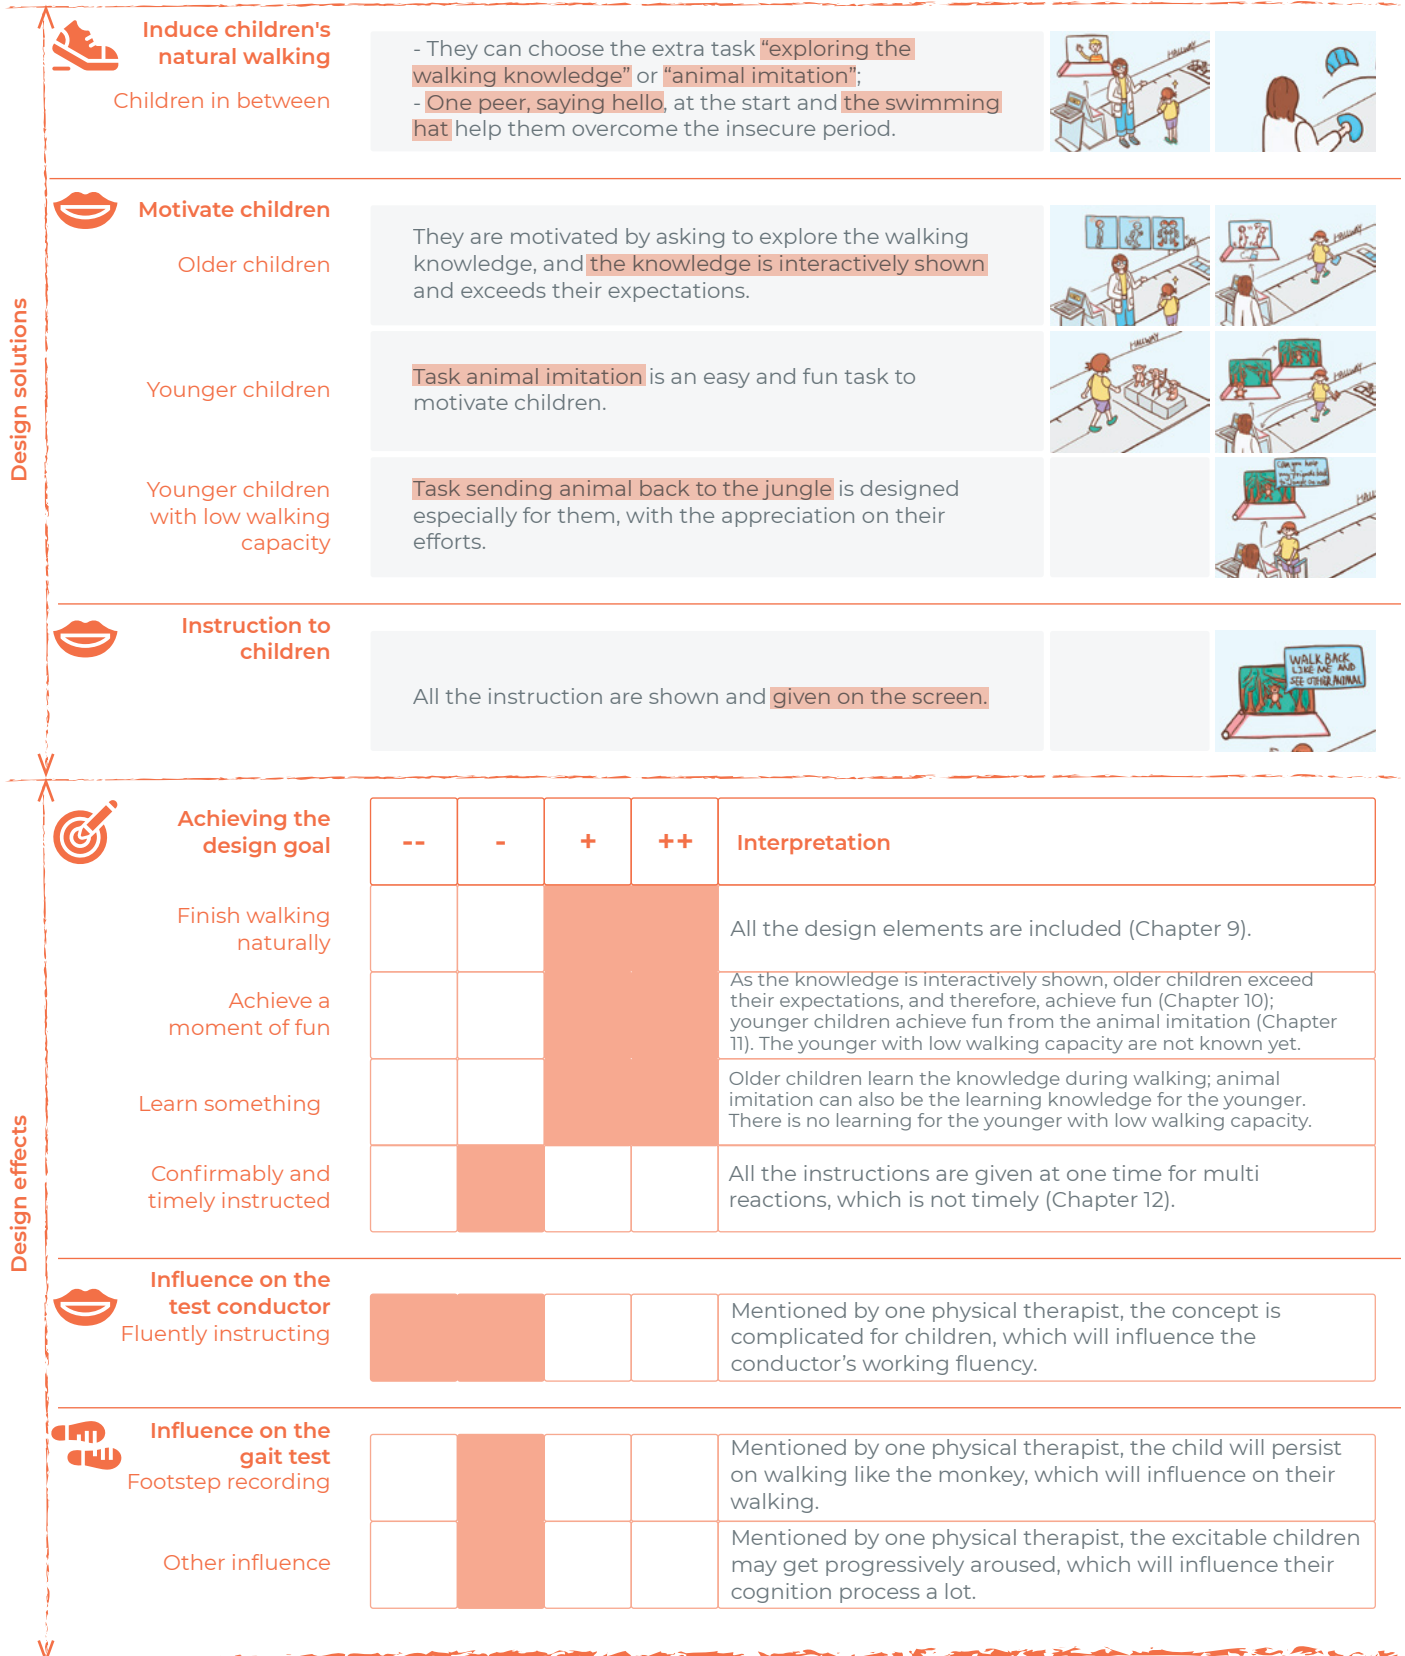 Induce children's
natural walking
Children in between
- They can choose the extra task “exploring the
walking knowledge” or “animal imitation”;
- One peer, saying hello, at the start and the swimming
hat help them overcome the insecure period.
HALLWAY
Design solutions
Motivate children
Older children
They are motivated by asking to explore the walking
knowledge, and the knowledge is interactively shown
and exceeds their expectations.
HALLWAY
HALLWAY
Younger children
Task animal imitation is an easy and fun task to
motivate children.
HALLWAY
HALLWAY
Younger children
with low walking
capacity
Task sending animal back to the jungle is designed
especially for them, with the appreciation on their
efforts.
Can you help
Instruction to
children
All the instruction are shown and given on the screen.
WALK BACK
LIKE ME AND
SEE OTHER ANIMAL
Design effects
Achieving the
design goal
-- - + ++ Interpretation
Finish walking
naturally
All the design elements are included (Chapter 9).
Achieve a
moment of fun
As the knowledge is interactively shown, older children exceed
their expectations, and therefore, achieve fun (Chapter 10);
younger children achieve fun from the animal imitation (Chapter
11). The younger with low walking capacity are not known yet.
Learn something
Older children learn the knowledge during walking; animal
imitation can also be the learning knowledge for the younger.
There is no learning for the younger with low walking capacity.
Confirmably and
timely instructed
All the instructions are given at one time for multi
reactions, which is not timely (Chapter 12).
Influence on the
test conductor
Fluently instructing
Mentioned by one physical therapist, the concept is
complicated for children, which will influence the
conductor’s working fluency.
Influence on the
gait test
Footstep recording
Mentioned by one physical therapist, the child will persist
on walking like the monkey, which will influence on their
walking.
Other influence
Mentioned by one physical therapist, the excitable children
may get progressively aroused, which will influence their
cognition process a lot.